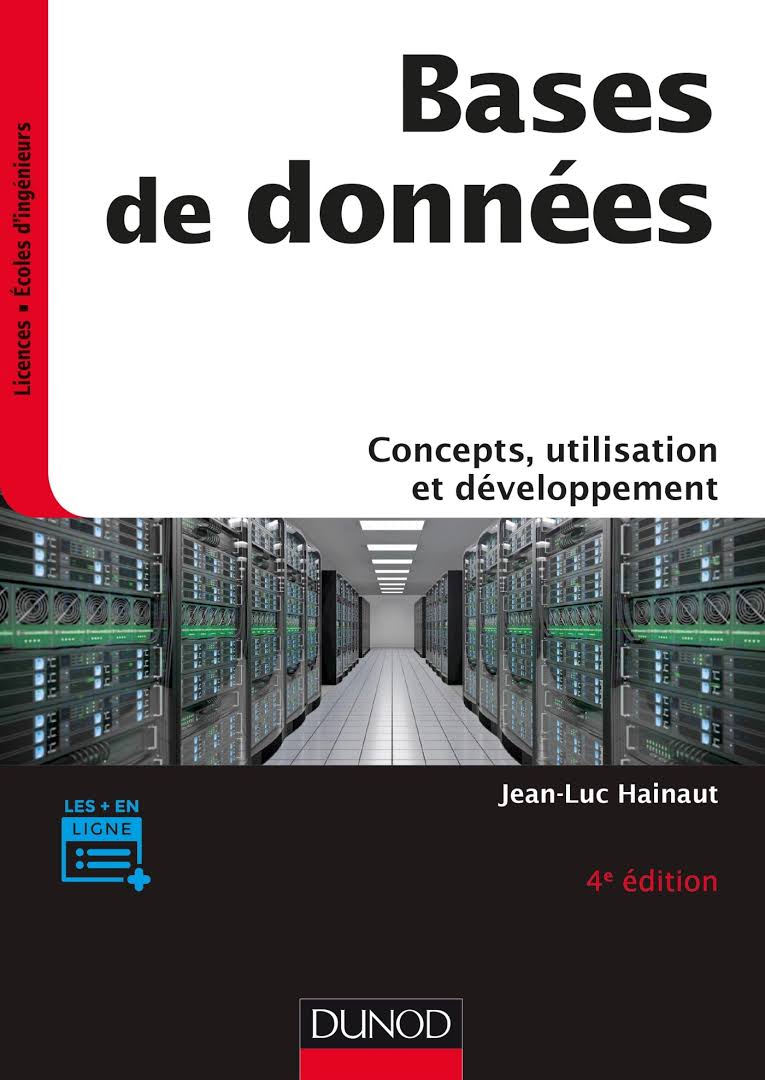 Licences ▪ Écoles d'ingénieurs
Bases
de données
Concepts, utilisation
et développement
Jean-Luc Hainaut
LES + EN
LIGNE
4e édition
DUNOD